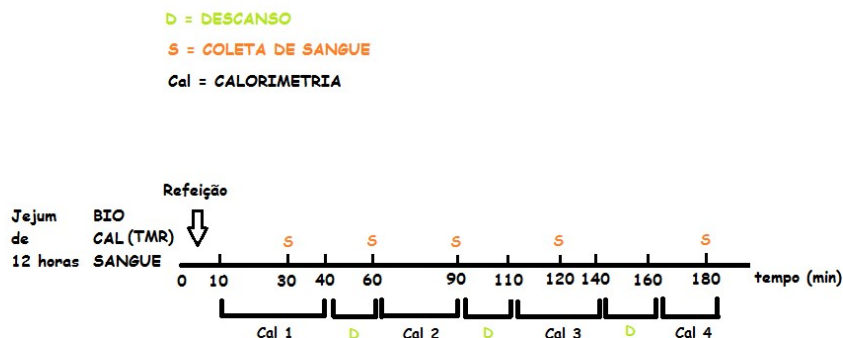 D = DESCANSO
S = COLETA DE SANGUE
Cal = CALORIMETRIA
Refeição
Jejum BIO
de CAL (TMR) S S S S S
12 horas SANGUE
0 10 30 40 60 90 110 120 140 160 180 tempo (min)
Cal 1 D Cal 2 D Cal 3 D Cal 4